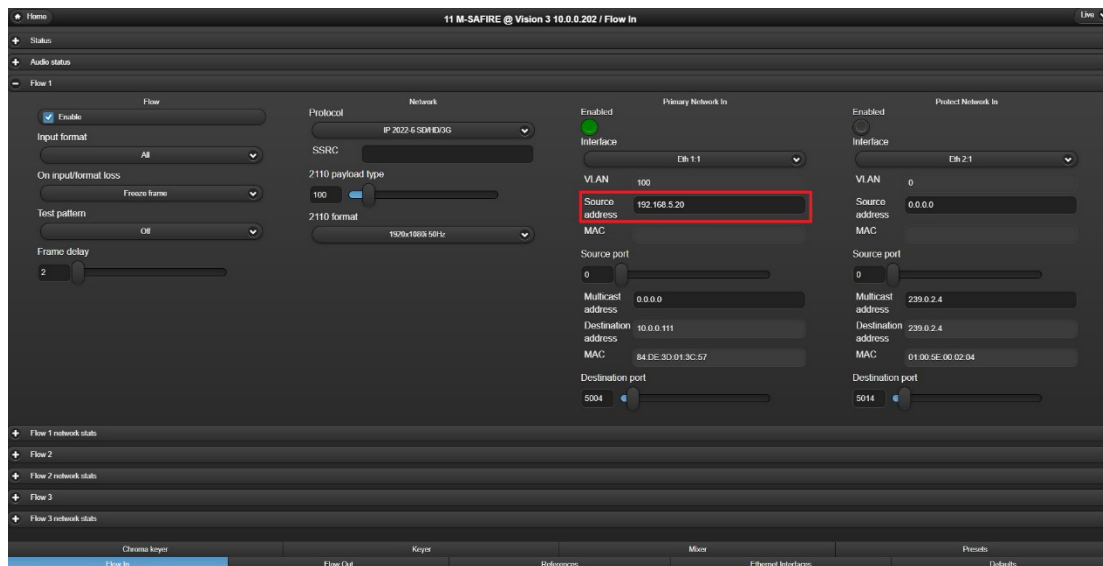 Home
11 M-SAFIRE @ Vision 3 10.0.0.202 / Flow In
Live
Status
Audio status
Flow 1
Flow
Enable
Input format
All
On input/format loss
Freeze frame
Test pattern
Off
Frame delay
2
Network
Protocol
IP 2022-6 SD/HD/3G
SSRC
2110 payload type
100
2110 format
1920x1080i 50Hz
Primary Network In
Enabled
Interface
Eth 1:1
VLAN 100
Source address 192.168.5.20
MAC
Source port
0
Multicast address 0.0.0.0
Destination address 10.0.0.111
MAC 84:DE:3D:01:3C:57
Destination port
5004
Protect Network In
Enabled
Interface
Eth 2:1
VLAN 0
Source address 0.0.0.0
MAC
Source port
0
Multicast address 239.0.2.4
Destination address 239.0.2.4
MAC 01:00:5E:00:02:04
Destination port
5014
Flow 1 network stats
Flow 2
Flow 2 network stats
Flow 3
Flow 3 network stats
Chroma keyer Keyer Mixer Presets
Flow In Flow Out References Ethernet Interfaces Defaults